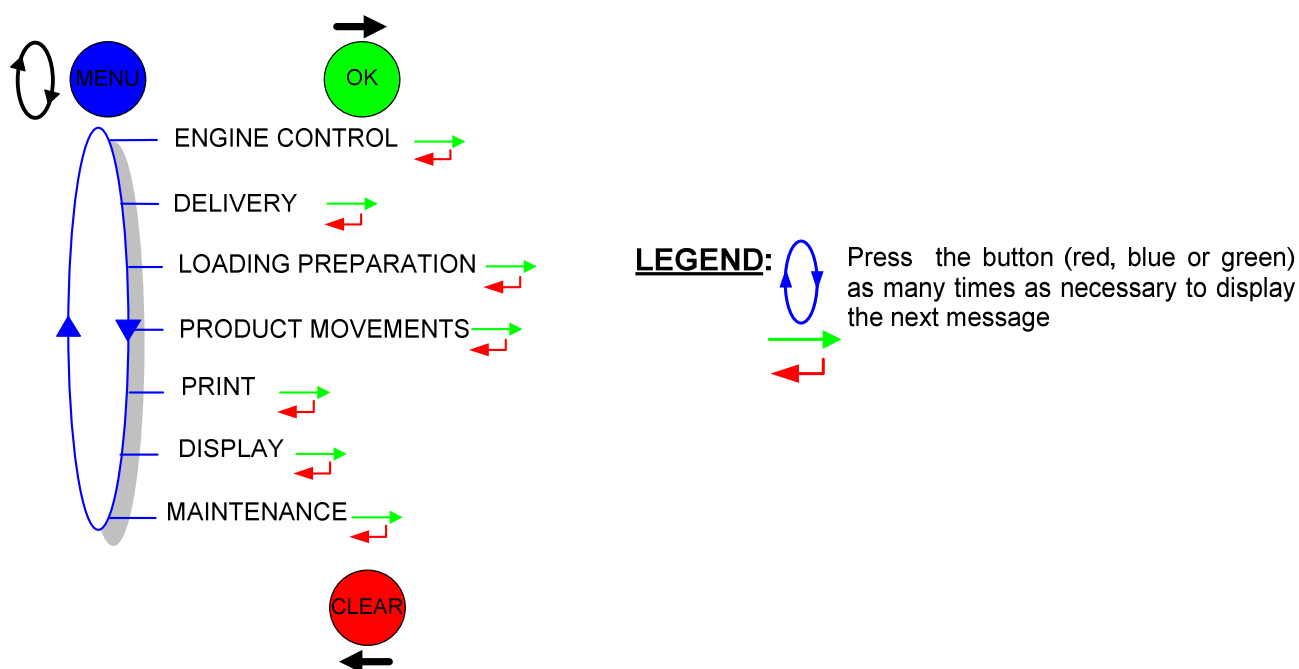 MENU
OK
ENGINE CONTROL
DELIVERY
LOADING PREPARATION
PRODUCT MOVEMENTS
PRINT
DISPLAY
MAINTENANCE
CLEAR
LEGEND:
Press the button (red, blue or green)
as many times as necessary to display
the next message